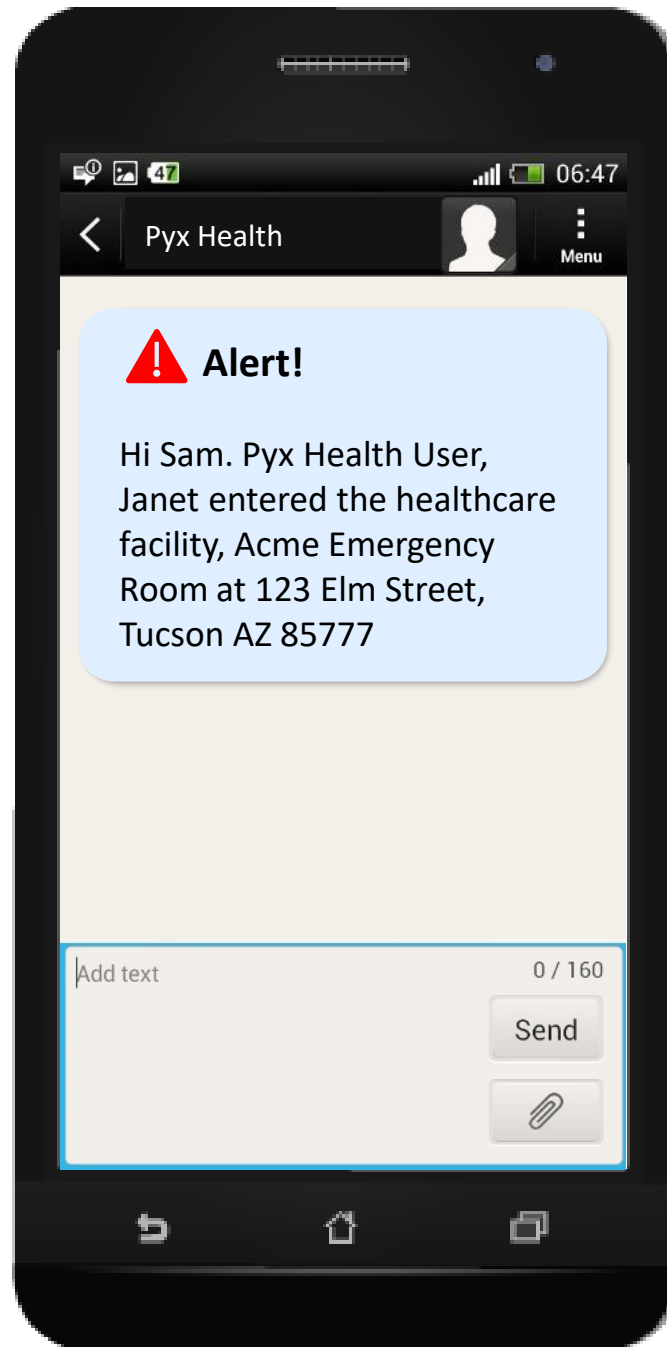 47
06:47
Pyx Health
Menu
Alert!
Hi Sam. Pyx Health User,
Janet entered the healthcare
facility, Acme Emergency
Room at 123 Elm Street,
Tucson AZ 85777
Add text
0 / 160
Send